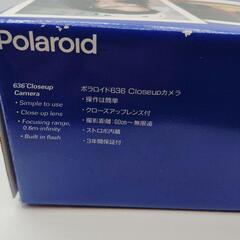 Polaroid
636 Closeup
Camera
• Simple to use
• Close-up lens
• Focusing range,
0.6m-infinity
• Built in flash
ポラロイド636 Closeupカメラ
・操作は簡単
・クロースアップレンズ付
・撮影距離:60cm〜無限遠
・ストロボ内蔵
・3年間保証付